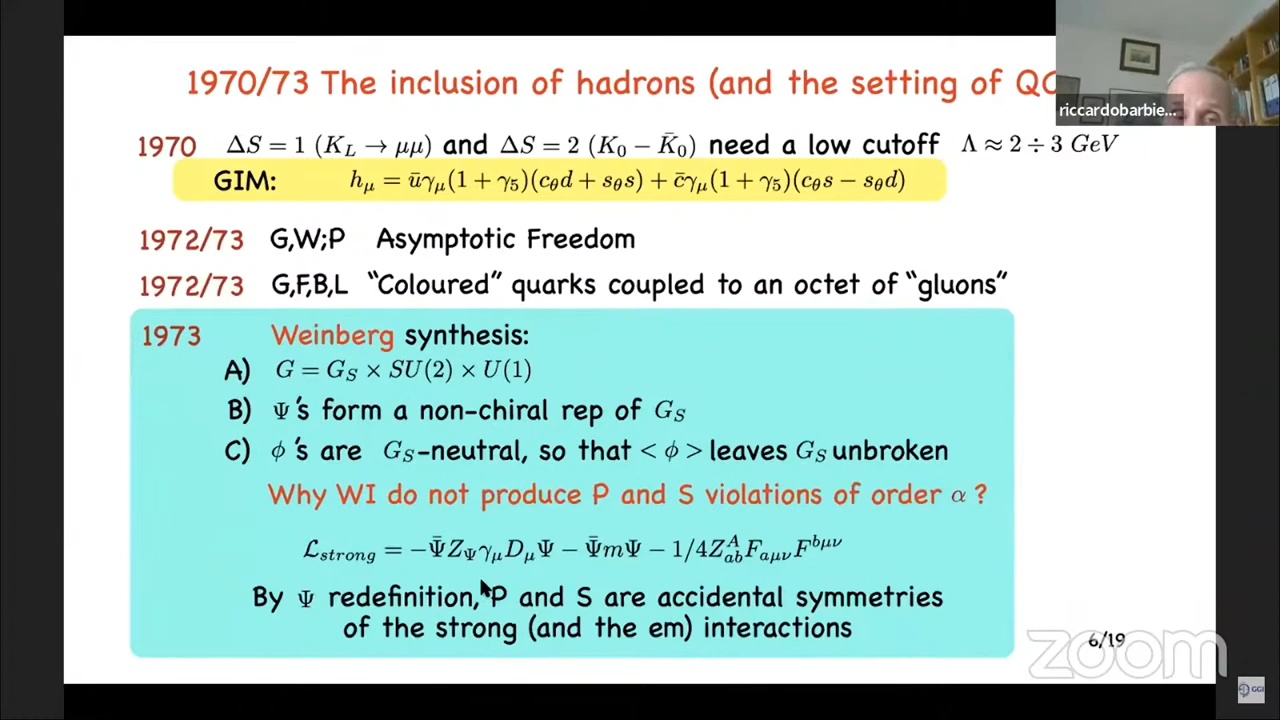 1970/73 The inclusion of hadrons (and the setting of QC
riccardobarbie...
1970 ΔS = 1 (K_L → μμ) and ΔS = 2 (K_0 − K̄_0) need a low cutoff Λ ≈ 2 ÷ 3 GeV
GIM: h_μ = ūγ_μ(1 + γ_5)(c_θd + s_θs) + c̄γ_μ(1 + γ_5)(c_θs − s_θd)
1972/73 G,W;P Asymptotic Freedom
1972/73 G,F,B,L “Coloured” quarks coupled to an octet of “gluons”
1973 Weinberg synthesis:
A) G = G_S × SU(2) × U(1)
B) Ψ's form a non-chiral rep of G_S
C) φ's are G_S-neutral, so that < φ > leaves G_S unbroken
Why WI do not produce P and S violations of order α ?
ℒ_strong = −Ψ̄Z_Ψγ_μD_μΨ − Ψ̄mΨ − 1/4Z^A_abF_aμνF^bμν
By Ψ redefinition, P and S are accidental symmetries
of the strong (and the em) interactions
6/19
zoom
GGI